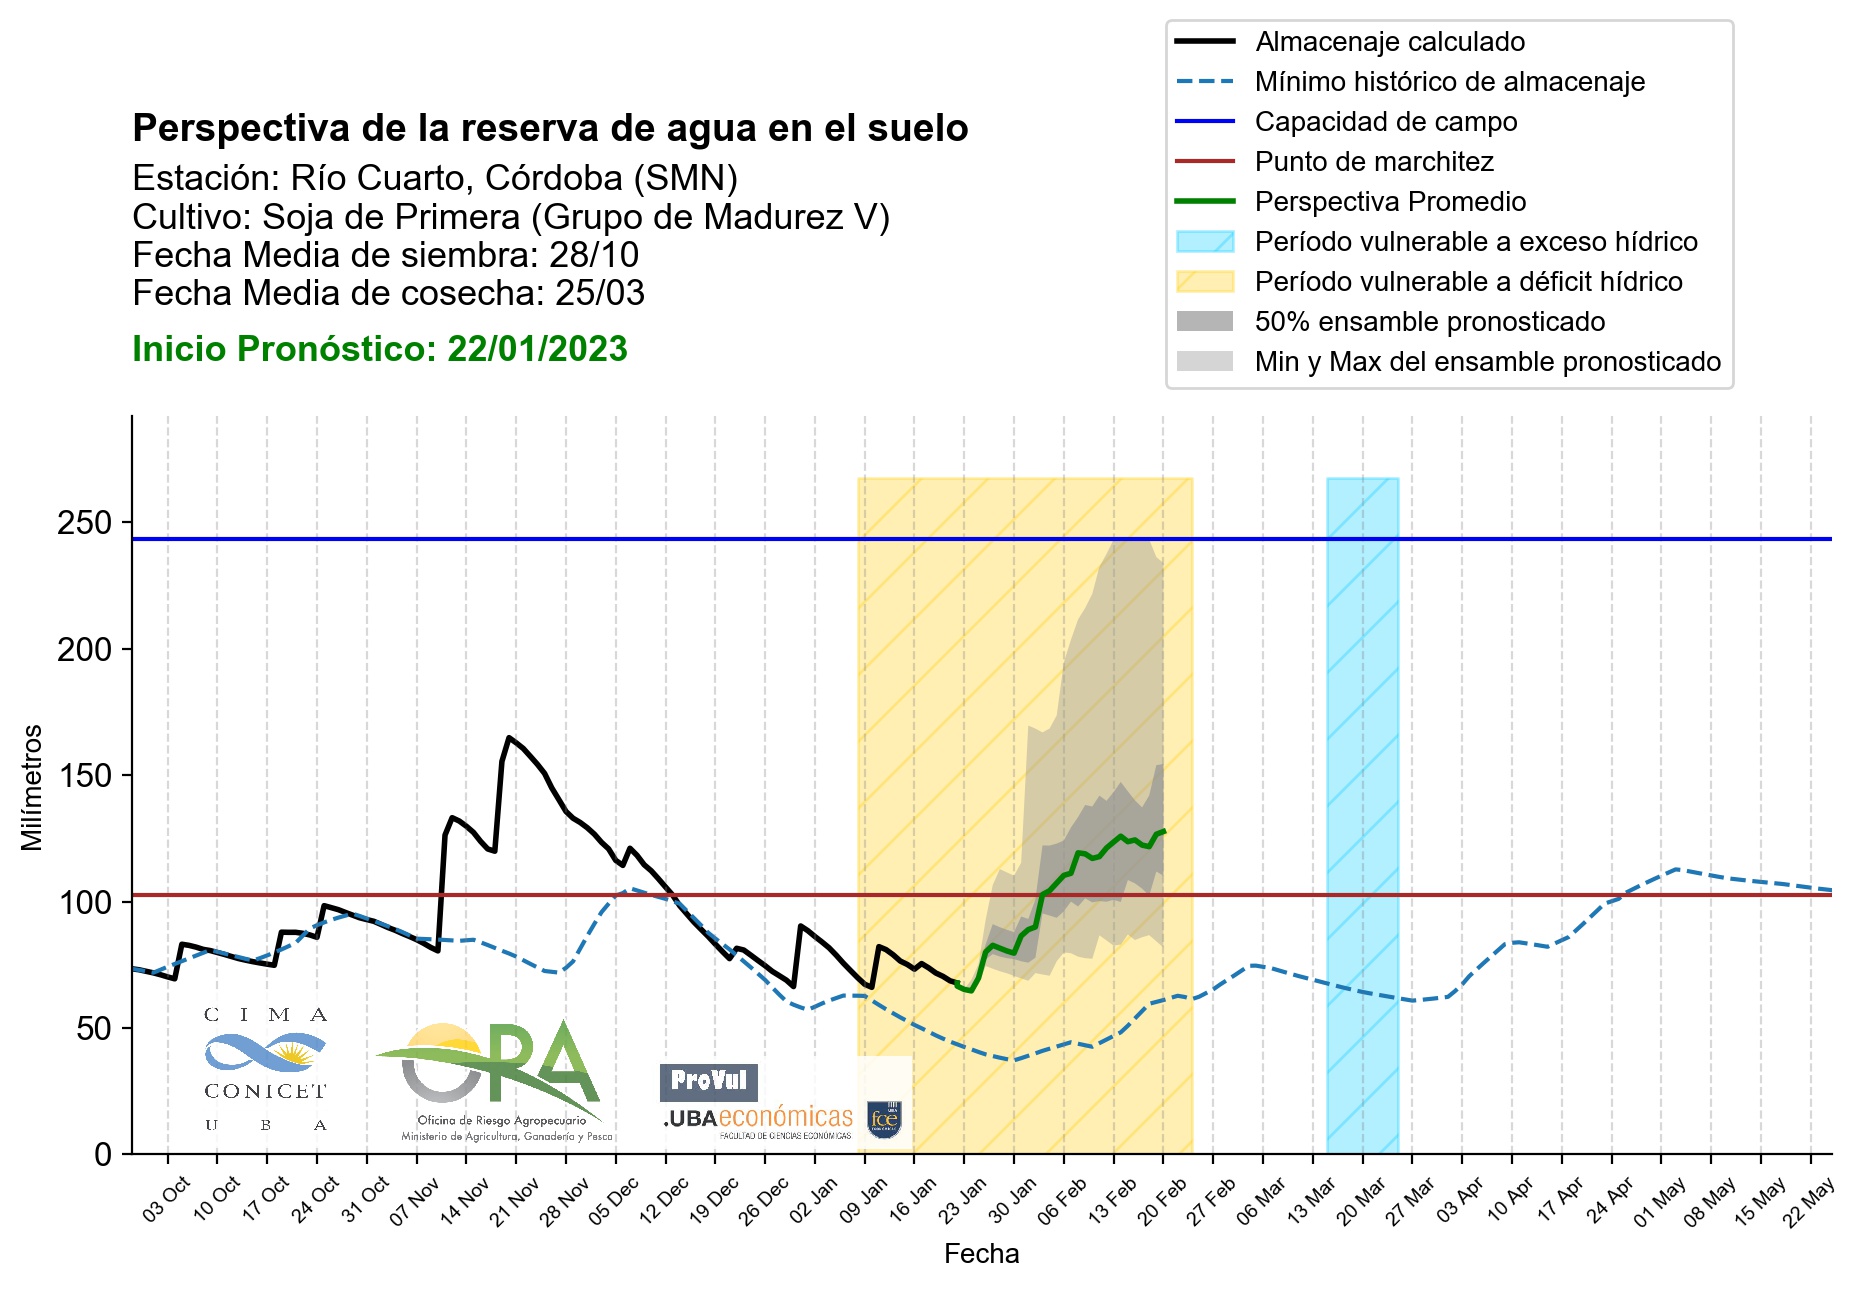 Almacenaje calculado
Mínimo histórico de almacenaje
Capacidad de campo
Punto de marchitez
Perspectiva Promedio
Período vulnerable a exceso hídrico
Período vulnerable a déficit hídrico
50% ensamble pronosticado
Min y Max del ensamble pronosticado
Perspectiva de la reserva de agua en el suelo
Estación: Río Cuarto, Córdoba (SMN)
Cultivo: Soja de Primera (Grupo de Madurez V)
Fecha Media de siembra: 28/10
Fecha Media de cosecha: 25/03
Inicio Pronóstico: 22/01/2023
Milímetros
250
200
150
100
50
0
CIMA
CONICET
U B A
ORA
Oficina de Riesgo Agropecuario
Ministerio de Agricultura, Ganadería y Pesca
ProVul
.UBAeconómicas
FACULTAD DE CIENCIAS ECONÓMICAS
fce
03 Oct
10 Oct
17 Oct
24 Oct
31 Oct
07 Nov
14 Nov
21 Nov
28 Nov
05 Dec
12 Dec
19 Dec
26 Dec
02 Jan
09 Jan
16 Jan
23 Jan
30 Jan
06 Feb
13 Feb
20 Feb
27 Feb
06 Mar
13 Mar
20 Mar
27 Mar
03 Apr
10 Apr
17 Apr
24 Apr
01 May
08 May
15 May
22 May
Fecha